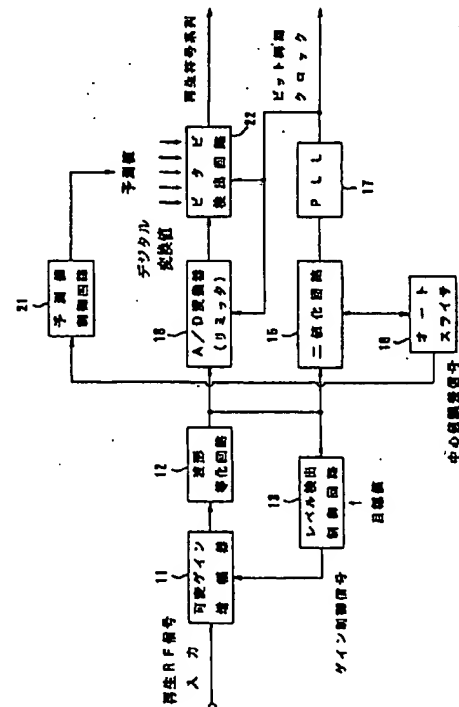 再生RF信号
入力
11
可変ゲイン
増幅器
12
波形
等化回路
13
レベル検出
制御回路
目標値
ゲイン制御信号
21
予測値
制御回路
予測値
デジタル
変換値
18
A/D変換器
(リミッタ)
ビタビ
検出回路
22
再生符号系列
15
二値化回路
PLL
17
ビット再生
クロック
16
オート
スライサ
中心値調整信号